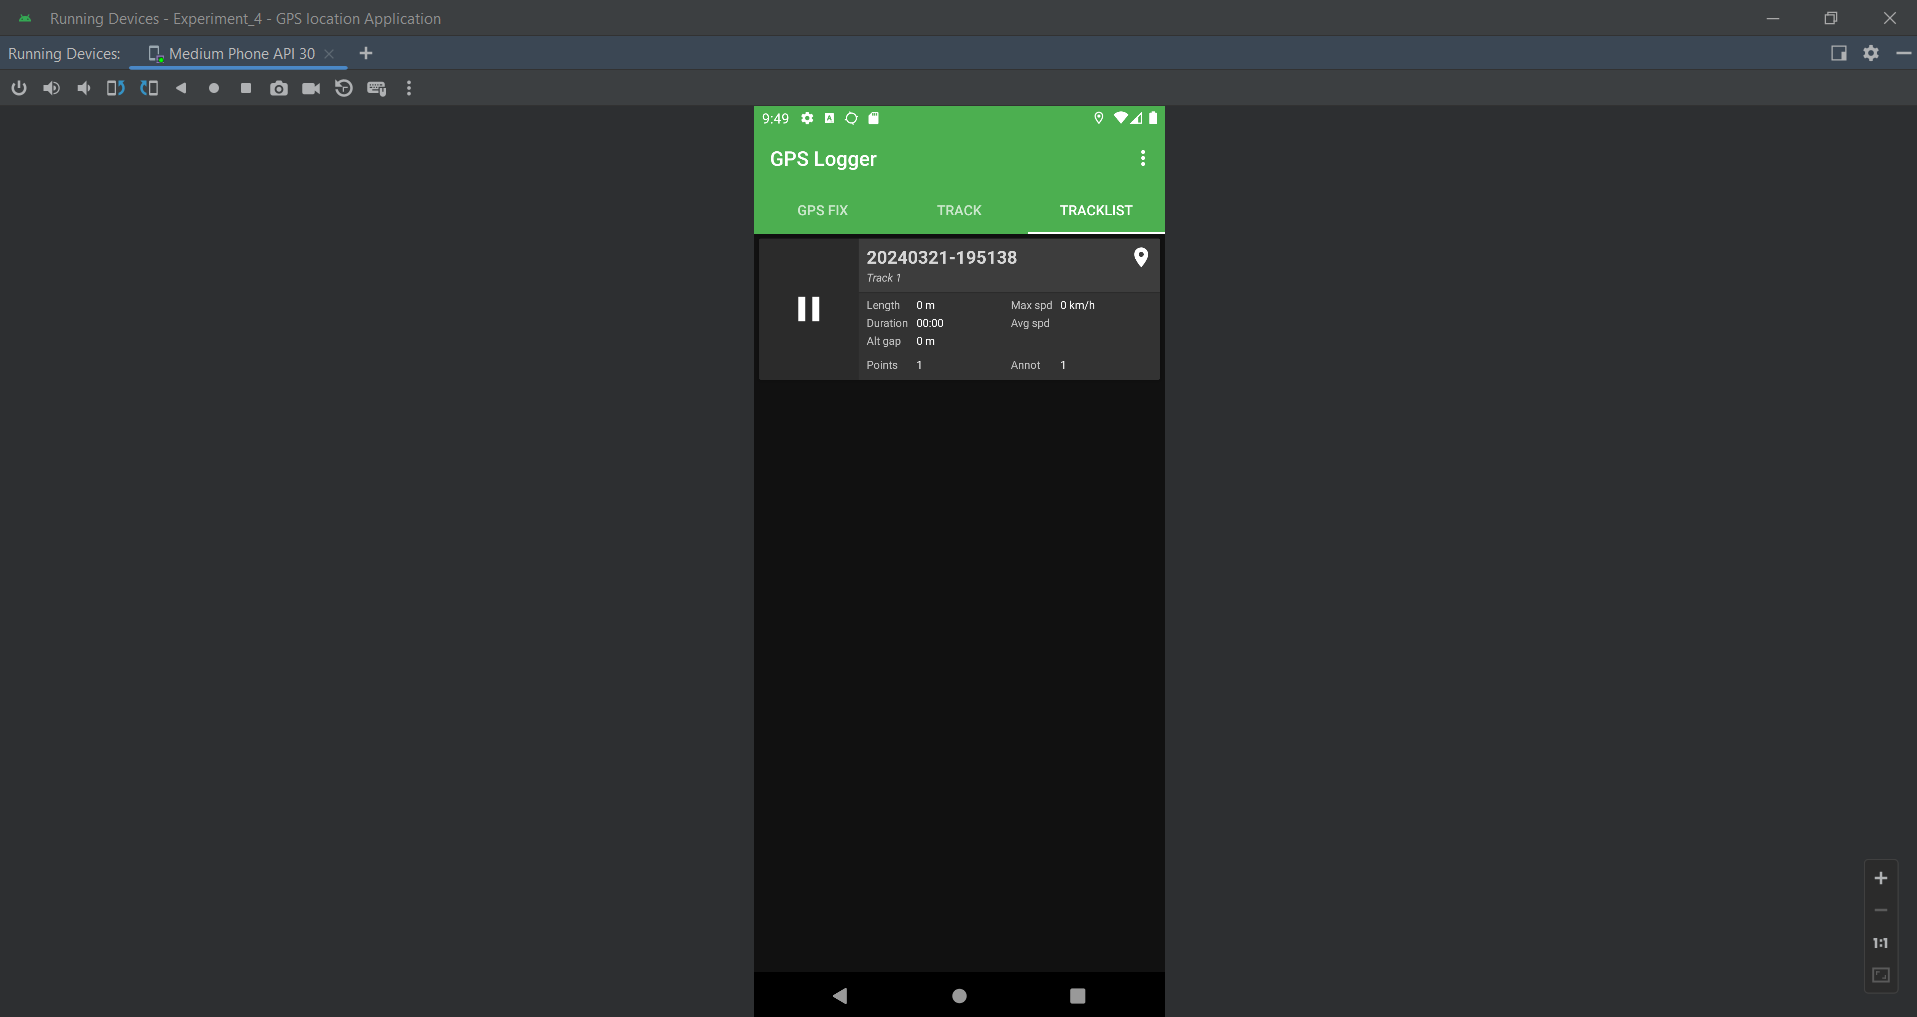 Running Devices - Experiment_4 - GPS location Application
Running Devices: Medium Phone API 30
9:49
GPS Logger
GPS FIX TRACK TRACKLIST
20240321-195138
Track 1
Length 0 m Max spd 0 km/h
Duration 00:00 Avg spd
Alt gap 0 m
Points 1 Annot 1
1:1